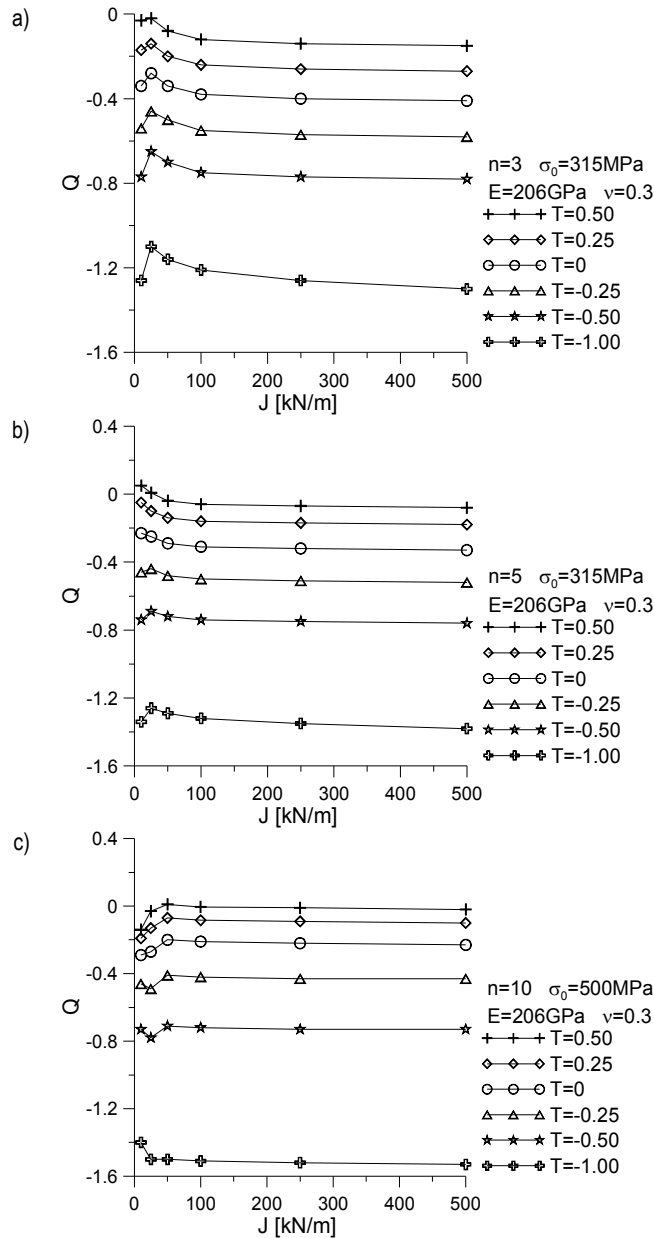 a)
0
-0.4
-0.8
-1.2
-1.6
Q
0 100 200 300 400 500
J [kN/m]
n=3 σ₀=315MPa
E=206GPa ν=0.3
T=0.50
T=0.25
T=0
T=-0.25
T=-0.50
T=-1.00
b)
0.4
0
-0.4
-0.8
-1.2
-1.6
Q
0 100 200 300 400 500
J [kN/m]
n=5 σ₀=315MPa
E=206GPa ν=0.3
T=0.50
T=0.25
T=0
T=-0.25
T=-0.50
T=-1.00
c)
0.4
0
-0.4
-0.8
-1.2
-1.6
Q
0 100 200 300 400 500
J [kN/m]
n=10 σ₀=500MPa
E=206GPa ν=0.3
T=0.50
T=0.25
T=0
T=-0.25
T=-0.50
T=-1.00